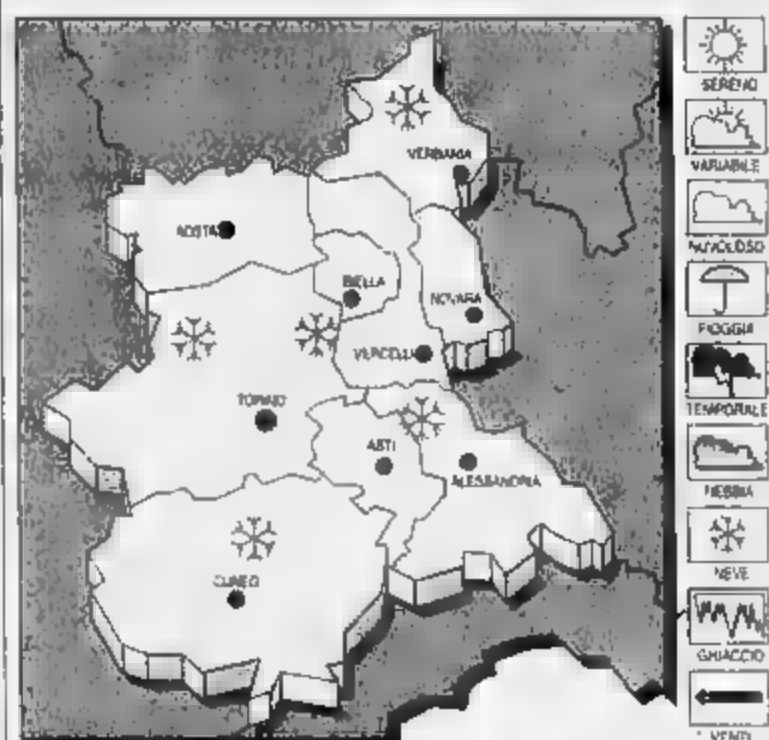 VERBANIA
AOSTA
BIELLA
NOVARA
VERCELLI
TORINO
ASTI
ALESSANDRIA
CUNEO
SERENO
VARIABILE
NUVOLOSO
PIOGGIA
TEMPORALE
NEBBIA
NEVE
GHIACCIO
VENTI